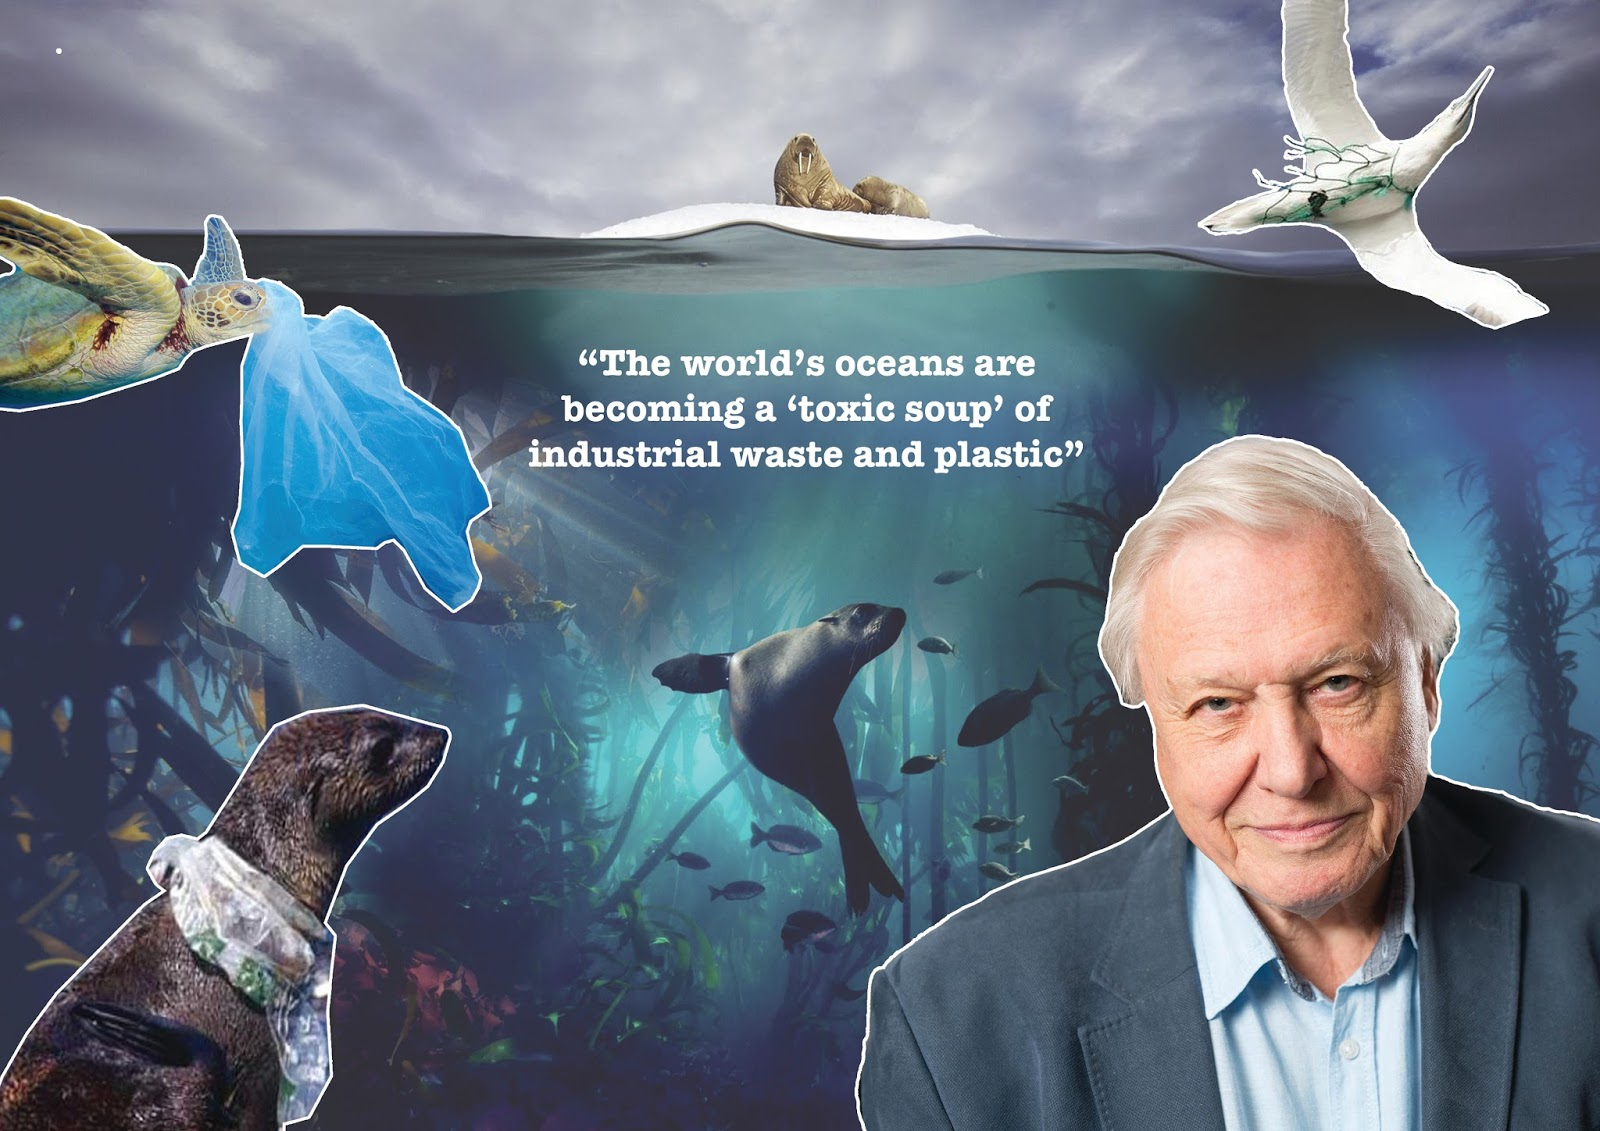 “The world’s oceans are
becoming a ‘toxic soup’ of
industrial waste and plastic”